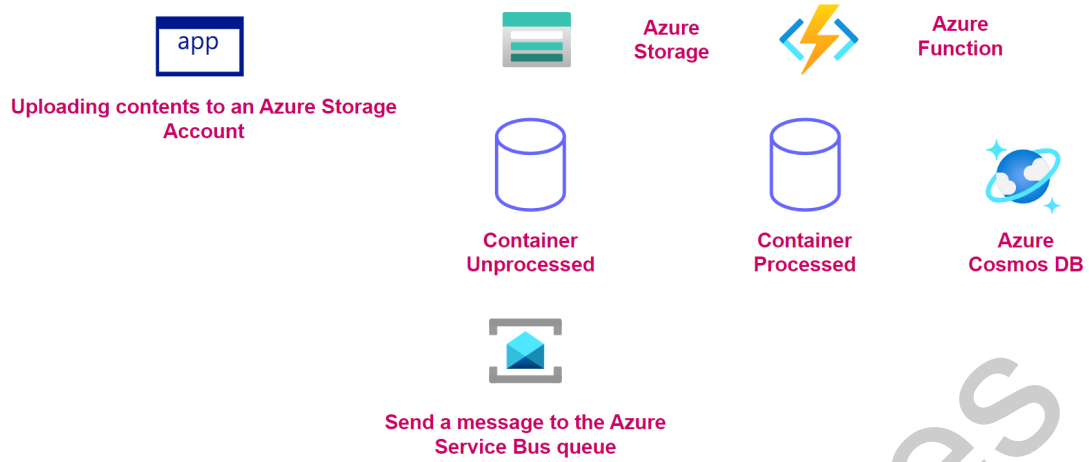 app
Uploading contents to an Azure Storage
Account
Azure
Storage
Azure
Function
Container
Unprocessed
Container
Processed
Azure
Cosmos DB
Send a message to the Azure
Service Bus queue
es